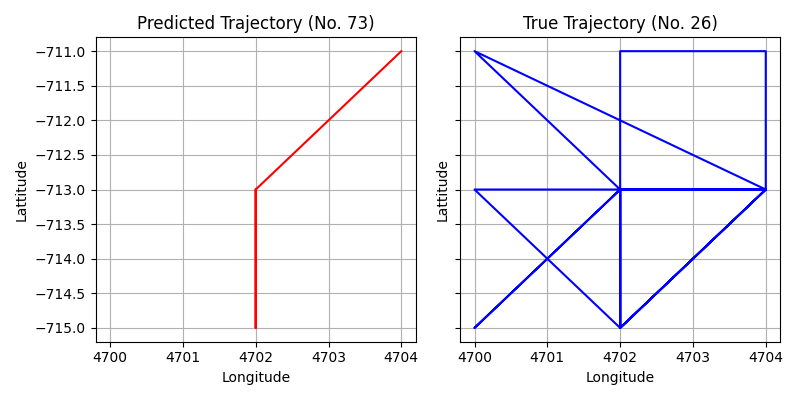 Predicted Trajectory (No. 73)
−711.0
−711.5
−712.0
−712.5
−713.0
−713.5
−714.0
−714.5
−715.0
Lattitude
4700 4701 4702 4703 4704
Longitude
True Trajectory (No. 26)
Lattitude
4700 4701 4702 4703 4704
Longitude